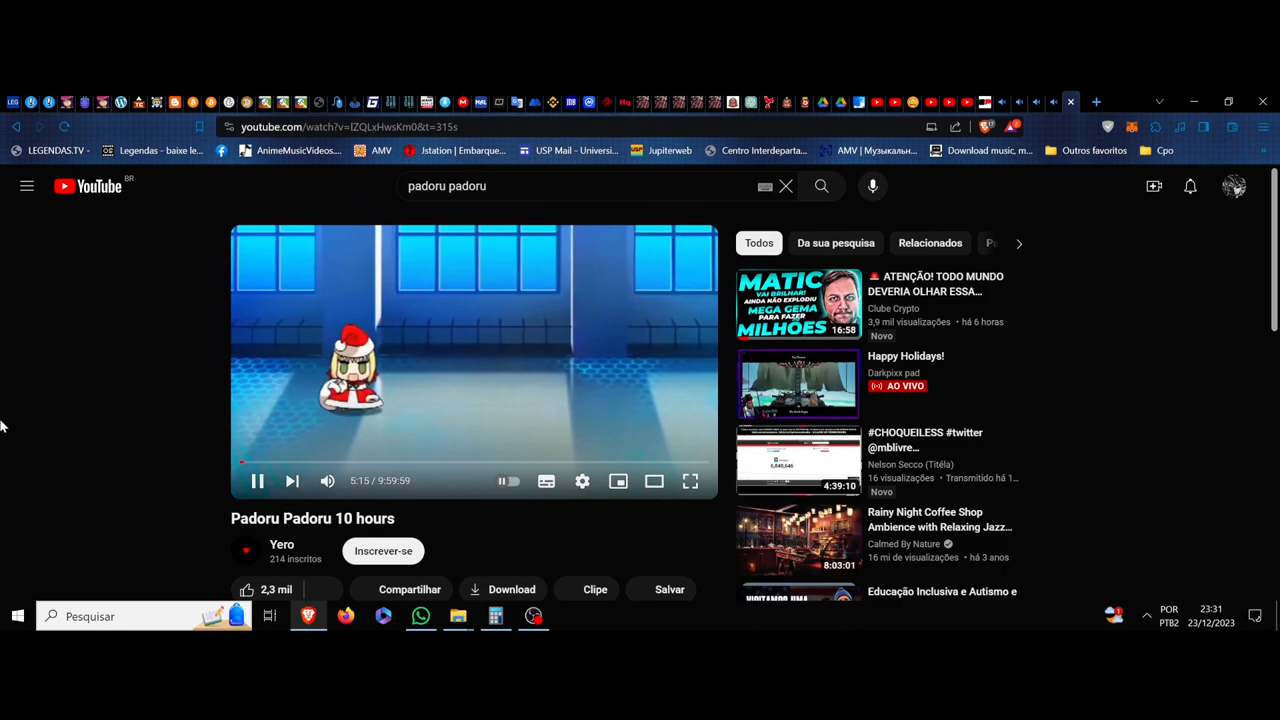 youtube.com/watch?v=IZQLxHwsKm0&t=315s
LEGENDAS.TV -
Legendas - baixe le...
AnimeMusicVideos....
AMV
Jstation | Embarque...
USP Mail - Universi...
Jupiterweb
Centro Interdeparta...
AMV | Музыкальн...
Download music, m...
Outros favoritos
Cpo
YouTube BR
padoru padoru
5:15 / 9:59:59
Padoru Padoru 10 hours
Yero
214 inscritos
Inscrever-se
2,3 mil
Compartilhar
Download
Clipe
Salvar
Todos
Da sua pesquisa
Relacionados
MATIC
VAI BRILHAR!
AINDA NÃO EXPLODIU
MEGA GEMA
PARA FAZER
MILHÕES
16:58
ATENÇÃO! TODO MUNDO
DEVERIA OLHAR ESSA...
Clube Crypto
3,9 mil visualizações • há 6 horas
Novo
Happy Holidays!
Darkpixx pad
AO VIVO
4:39:10
#CHOQUEILESS #twitter
@mblivre...
Nelson Secco (Titéla)
16 visualizações • Transmitido há 1...
Novo
8:03:01
Rainy Night Coffee Shop
Ambience with Relaxing Jazz...
Calmed By Nature
16 mi de visualizações • há 3 anos
Educação Inclusiva e Autismo e
Pesquisar
POR
PTB2
23:31
23/12/2023